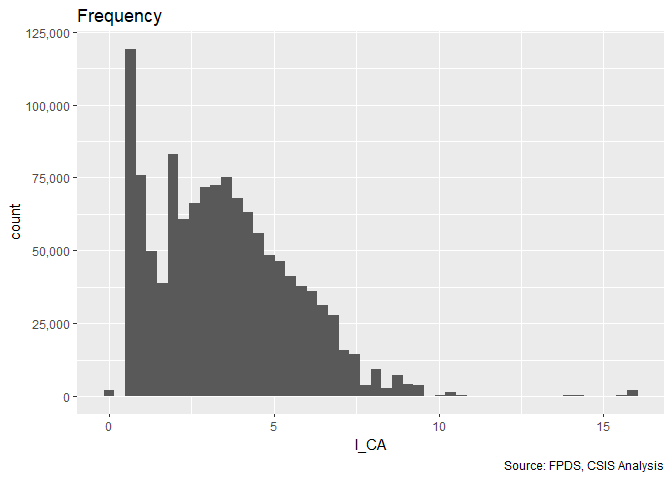 Frequency
125,000
100,000
75,000
50,000
25,000
0
count
0 5 10 15
l_CA
Source: FPDS, CSIS Analysis